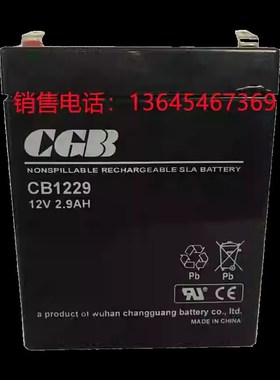 销售电话：13645467369
CGB
NONSPILLABLE RECHARGEABLE SLA BATTERY
CB1229
12V 2.9AH
Pb
Pb
a product of wuhan changguang battery co., ltd.
MADE IN CHINA